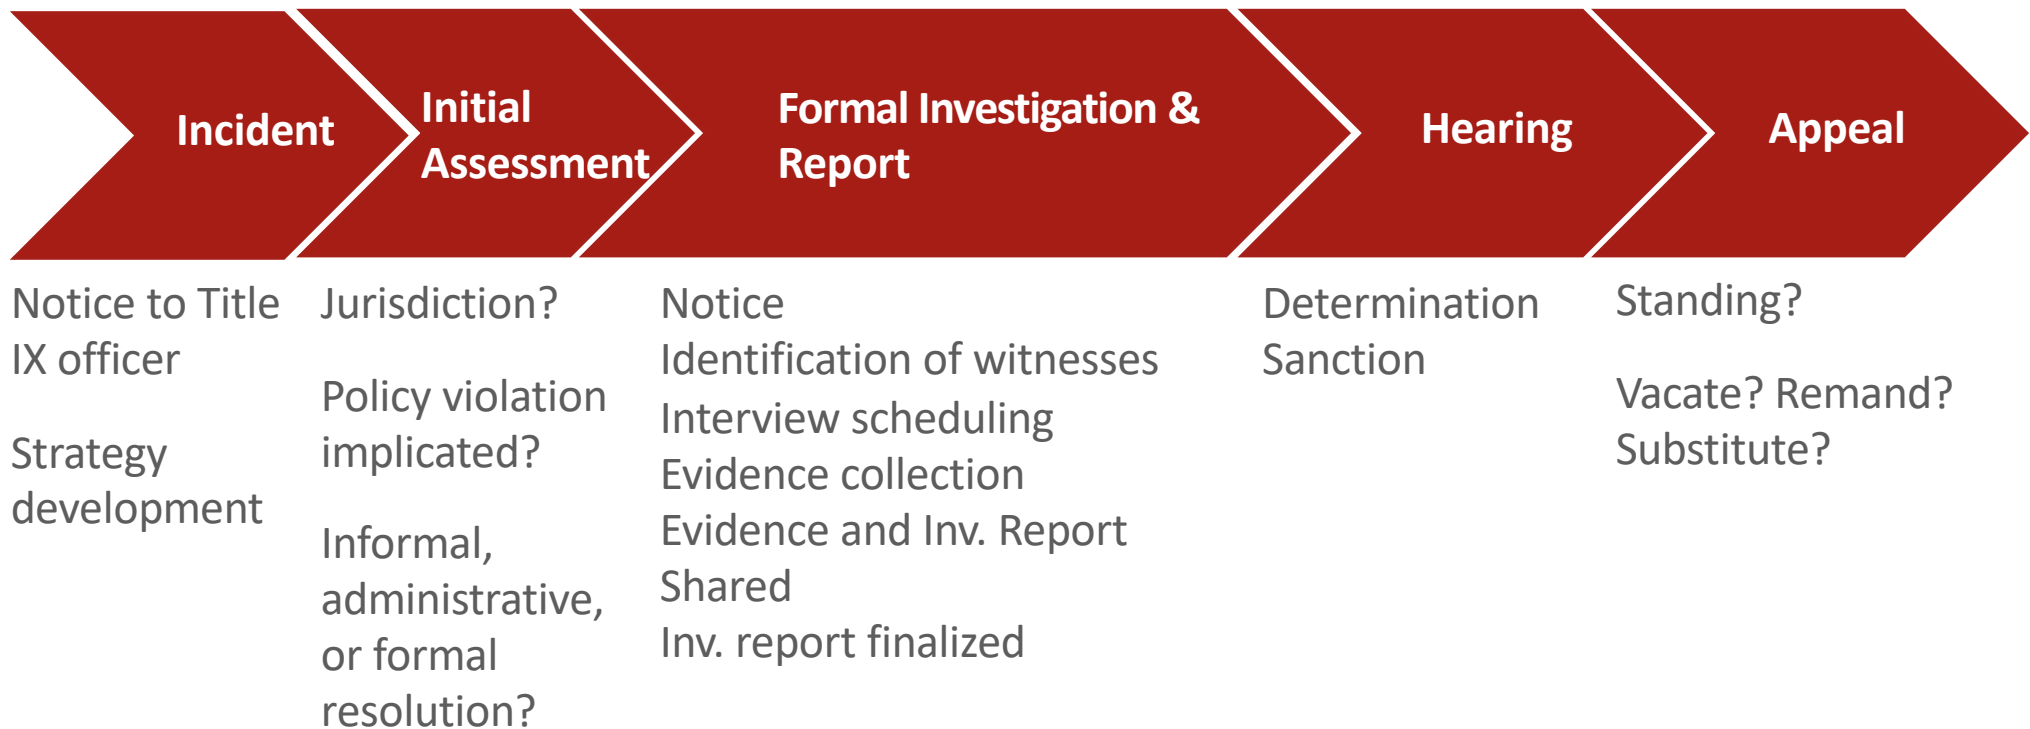 Incident
Initial
Assessment
Formal Investigation &
Report
Hearing
Appeal
Notice to Title
IX officer
Strategy
development
Jurisdiction?
Policy violation
implicated?
Informal,
administrative,
or formal
resolution?
Notice
Identification of witnesses
Interview scheduling
Evidence collection
Evidence and Inv. Report
Shared
Inv. report finalized
Determination
Sanction
Standing?
Vacate? Remand?
Substitute?